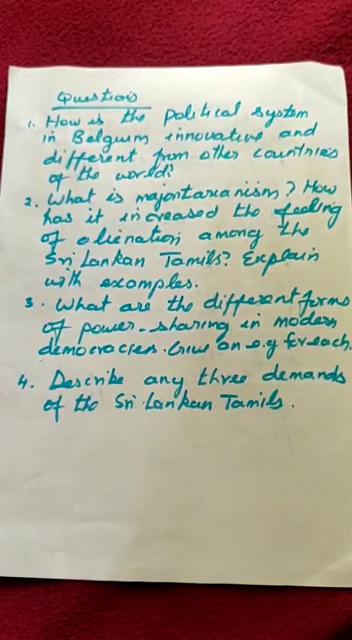 Questions
1. How is the political system
in Belgium innovative and
different from other countries
of the world?
2. What is majoritarianism? How
has it increased the feeling
of alienation among the
Sri Lankan Tamils? Explain
with examples.
3. What are the different forms
of power-sharing in modern
democracies. Give an e.g for each.
4. Describe any three demands
of the Sri Lankan Tamils.